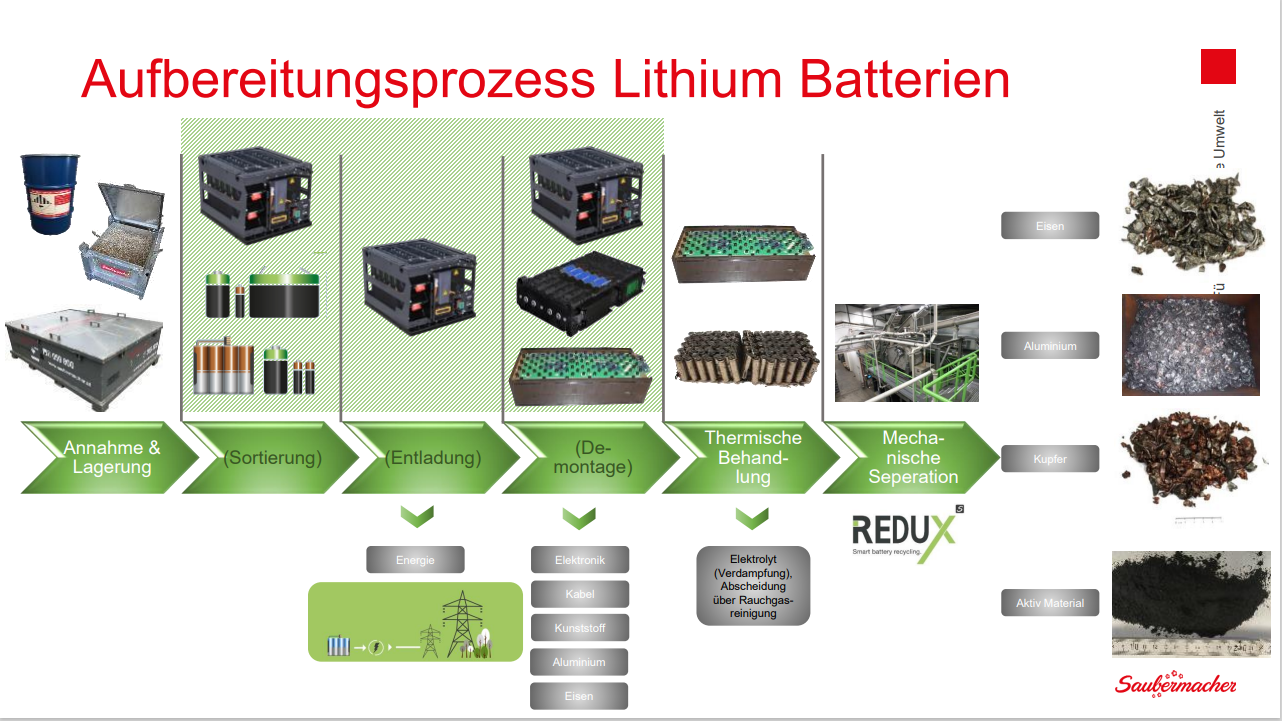 Aufbereitungsprozess Lithium Batterien
e Umwelt
Fü
Annahme &
Lagerung
(Sortierung)
(Entladung)
(De-
montage)
Thermische
Behand-
lung
Mecha-
nische
Seperation
Eisen
Aluminium
Kupfer
Aktiv Material
Energie
Elektronik
Kabel
Kunststoff
Aluminium
Eisen
Elektrolyt
(Verdampfung),
Abscheidung
über Rauchgas-
reinigung
REDUX
Smart battery recycling.
Saubermacher